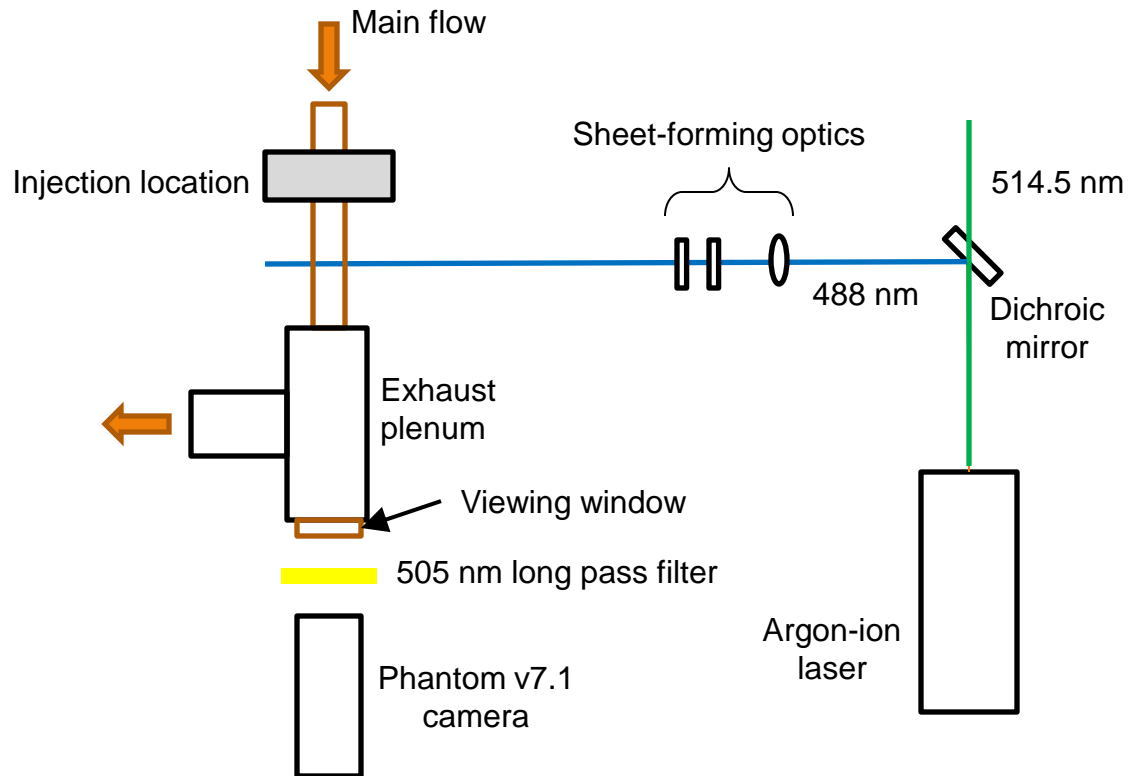 Main flow
Sheet-forming optics
Injection location
514.5 nm
488 nm
Dichroic
mirror
Exhaust
plenum
Viewing window
505 nm long pass filter
Argon-ion
laser
Phantom v7.1
camera